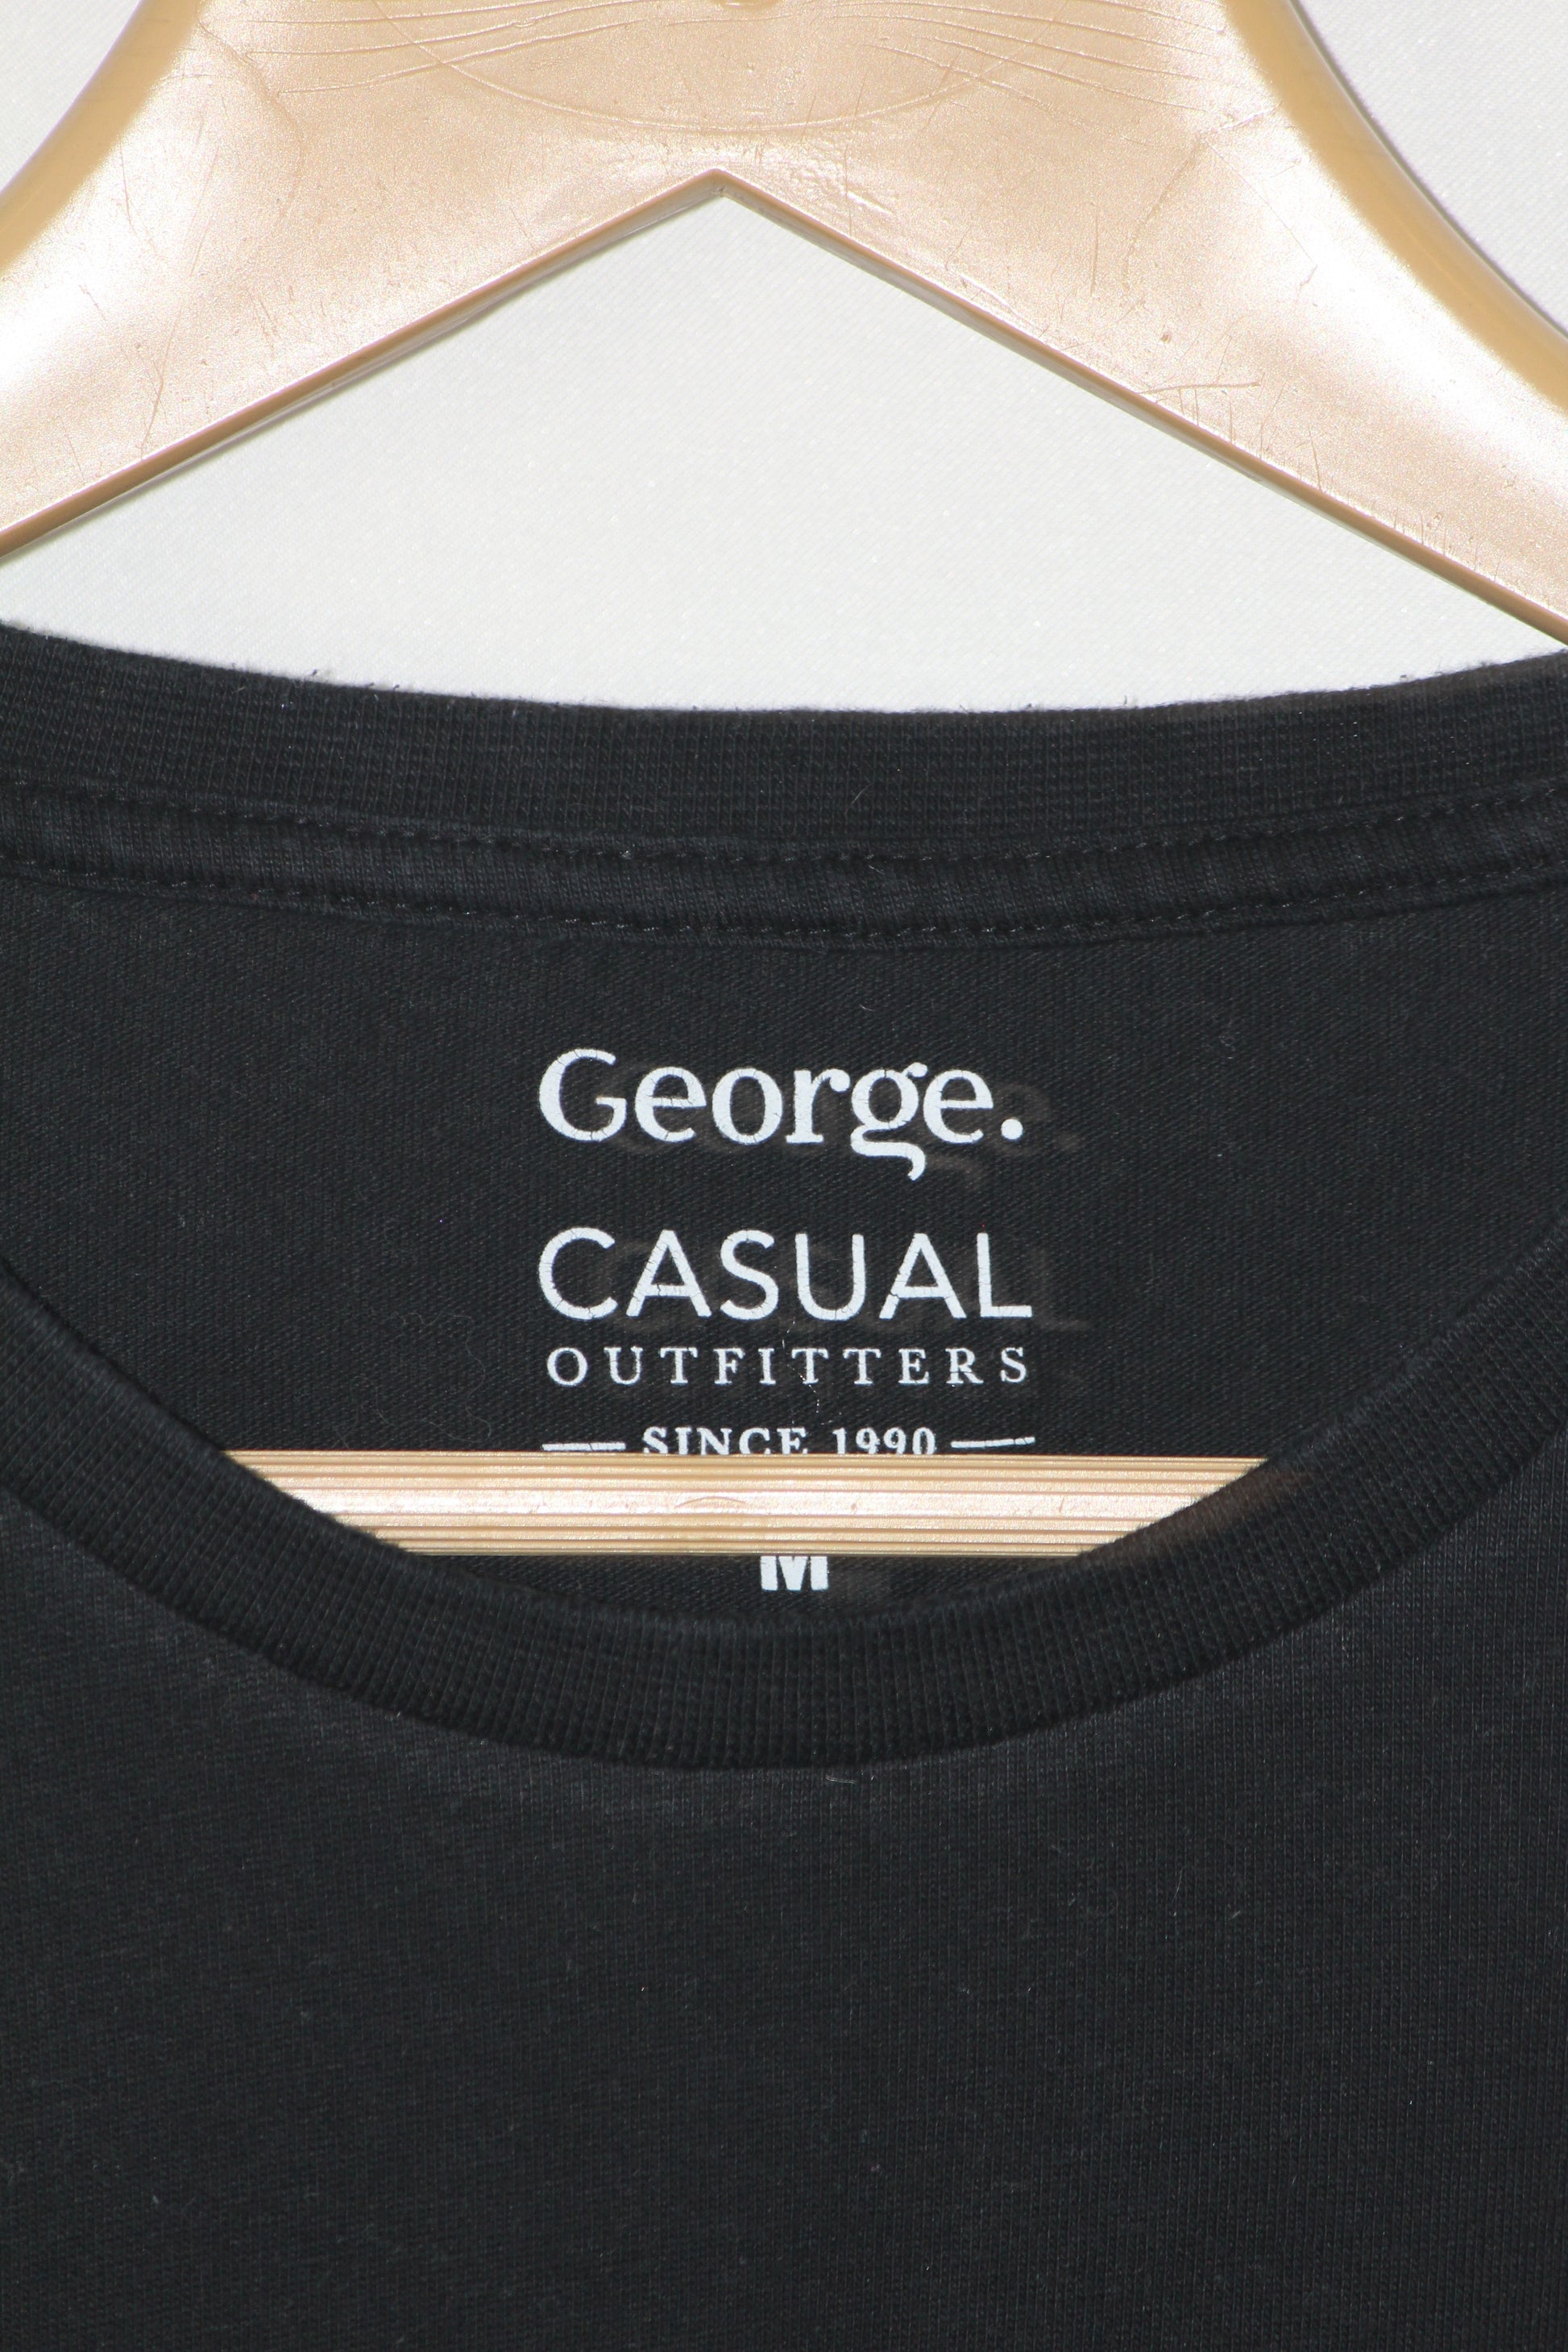 George.
CASUAL
OUTFITTERS
SINCE 1990
M